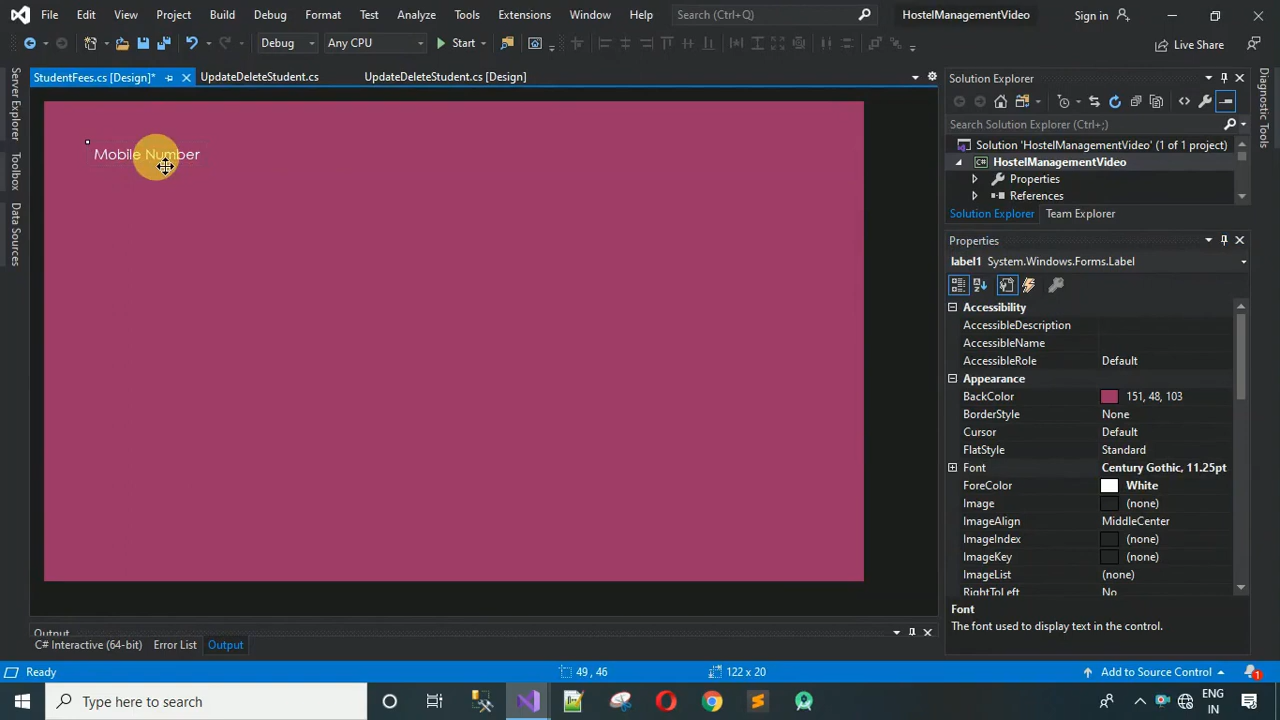 File Edit View Project Build Debug Format Test Analyze Tools Extensions Window Help Search (Ctrl+Q) HostelManagementVideo Sign in
Debug Any CPU Start Live Share
StudentFees.cs [Design]* UpdateDeleteStudent.cs UpdateDeleteStudent.cs [Design]
Server Explorer
Toolbox
Data Sources
Mobile Number
Solution Explorer
Search Solution Explorer (Ctrl+;)
Solution 'HostelManagementVideo' (1 of 1 project)
C# HostelManagementVideo
Properties
References
Solution Explorer Team Explorer
Properties
label1 System.Windows.Forms.Label
Accessibility
AccessibleDescription
AccessibleName
AccessibleRole Default
Appearance
BackColor 151, 48, 103
BorderStyle None
Cursor Default
FlatStyle Standard
Font Century Gothic, 11.25pt
ForeColor White
Image (none)
ImageAlign MiddleCenter
ImageIndex (none)
ImageKey (none)
ImageList (none)
RightToLeft No
Font
The font used to display text in the control.
Diagnostic Tools
Output
C# Interactive (64-bit) Error List Output
Ready 49 , 46 122 x 20 Add to Source Control 1
Type here to search ENG
IN